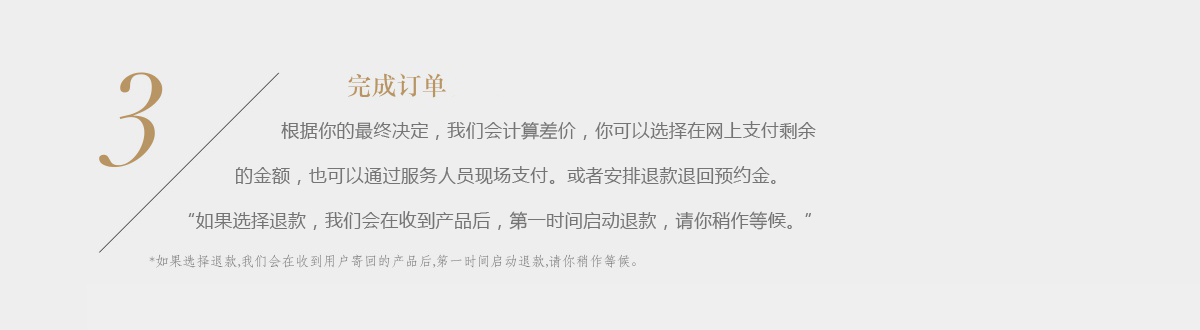 3
完成订单
根据你的最终决定，我们会计算差价，你可以选择在网上支付剩余
的金额，也可以通过服务人员现场支付。或者安排退款退回预约金。
“如果选择退款，我们会在收到产品后，第一时间启动退款，请你稍作等候。”
*如果选择退款,我们会在收到用户寄回的产品后,第一时间启动退款,请你稍作等候。